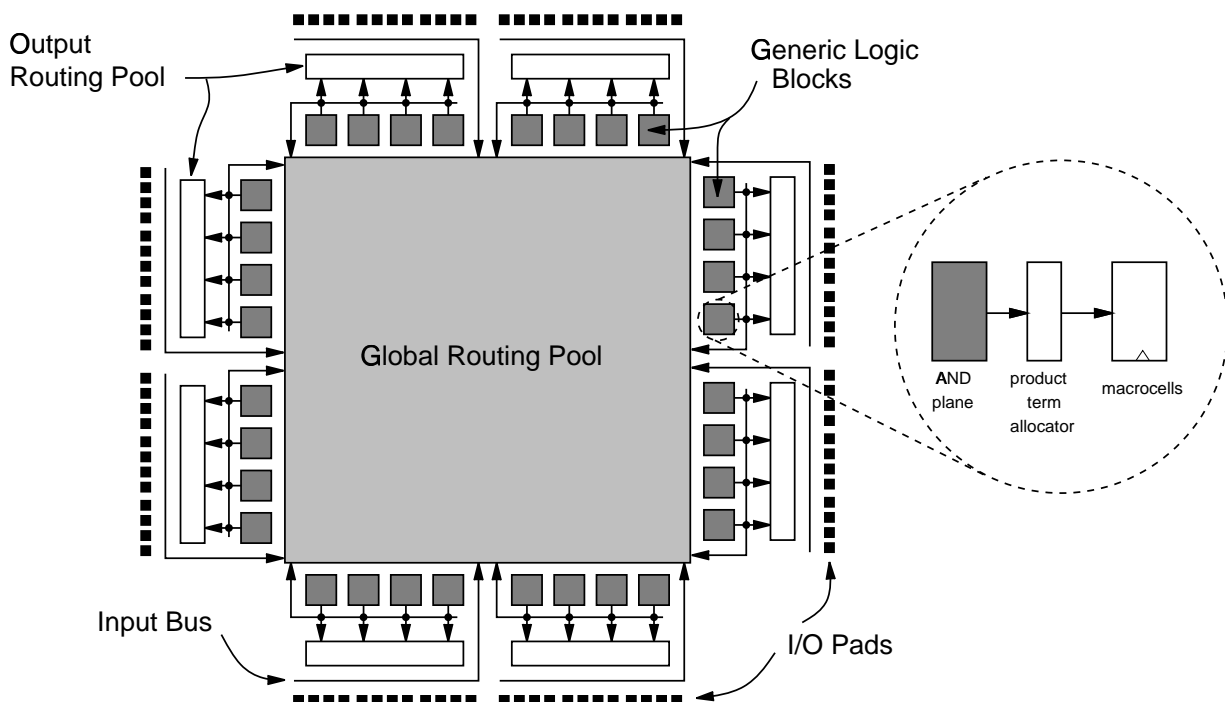 Output
Routing Pool
Generic Logic
Blocks
Global Routing Pool
AND
plane
product
term
allocator
macrocells
Input Bus
I/O Pads